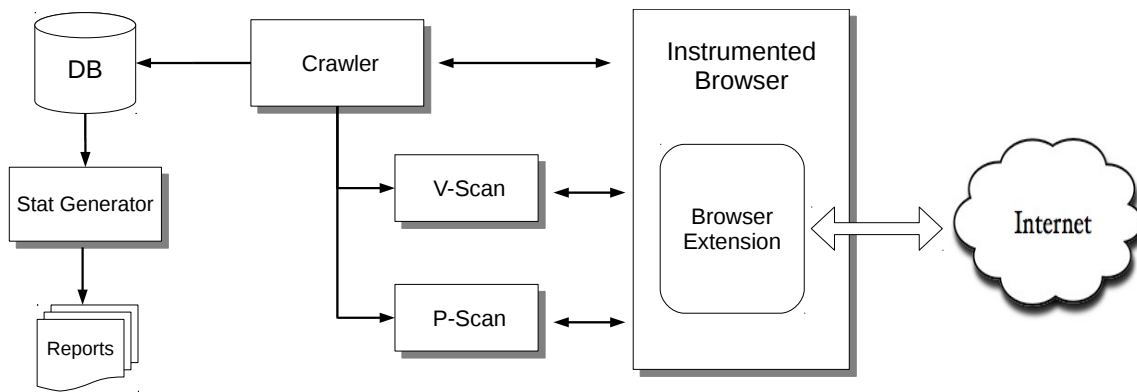 DB
Crawler
Instrumented
Browser
Stat Generator
V-Scan
Browser
Extension
Internet
P-Scan
Reports